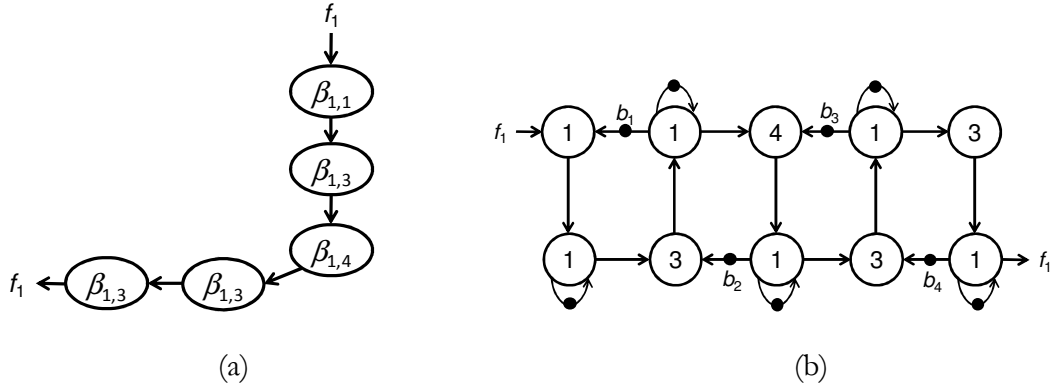 f₁
β₁,₁
β₁,₃
β₁,₄
f₁ β₁,₃ β₁,₃
(a)
b₁ b₃
f₁ 1 1 4 1 3
1 3 1 3 1 f₁
b₂ b₄
(b)